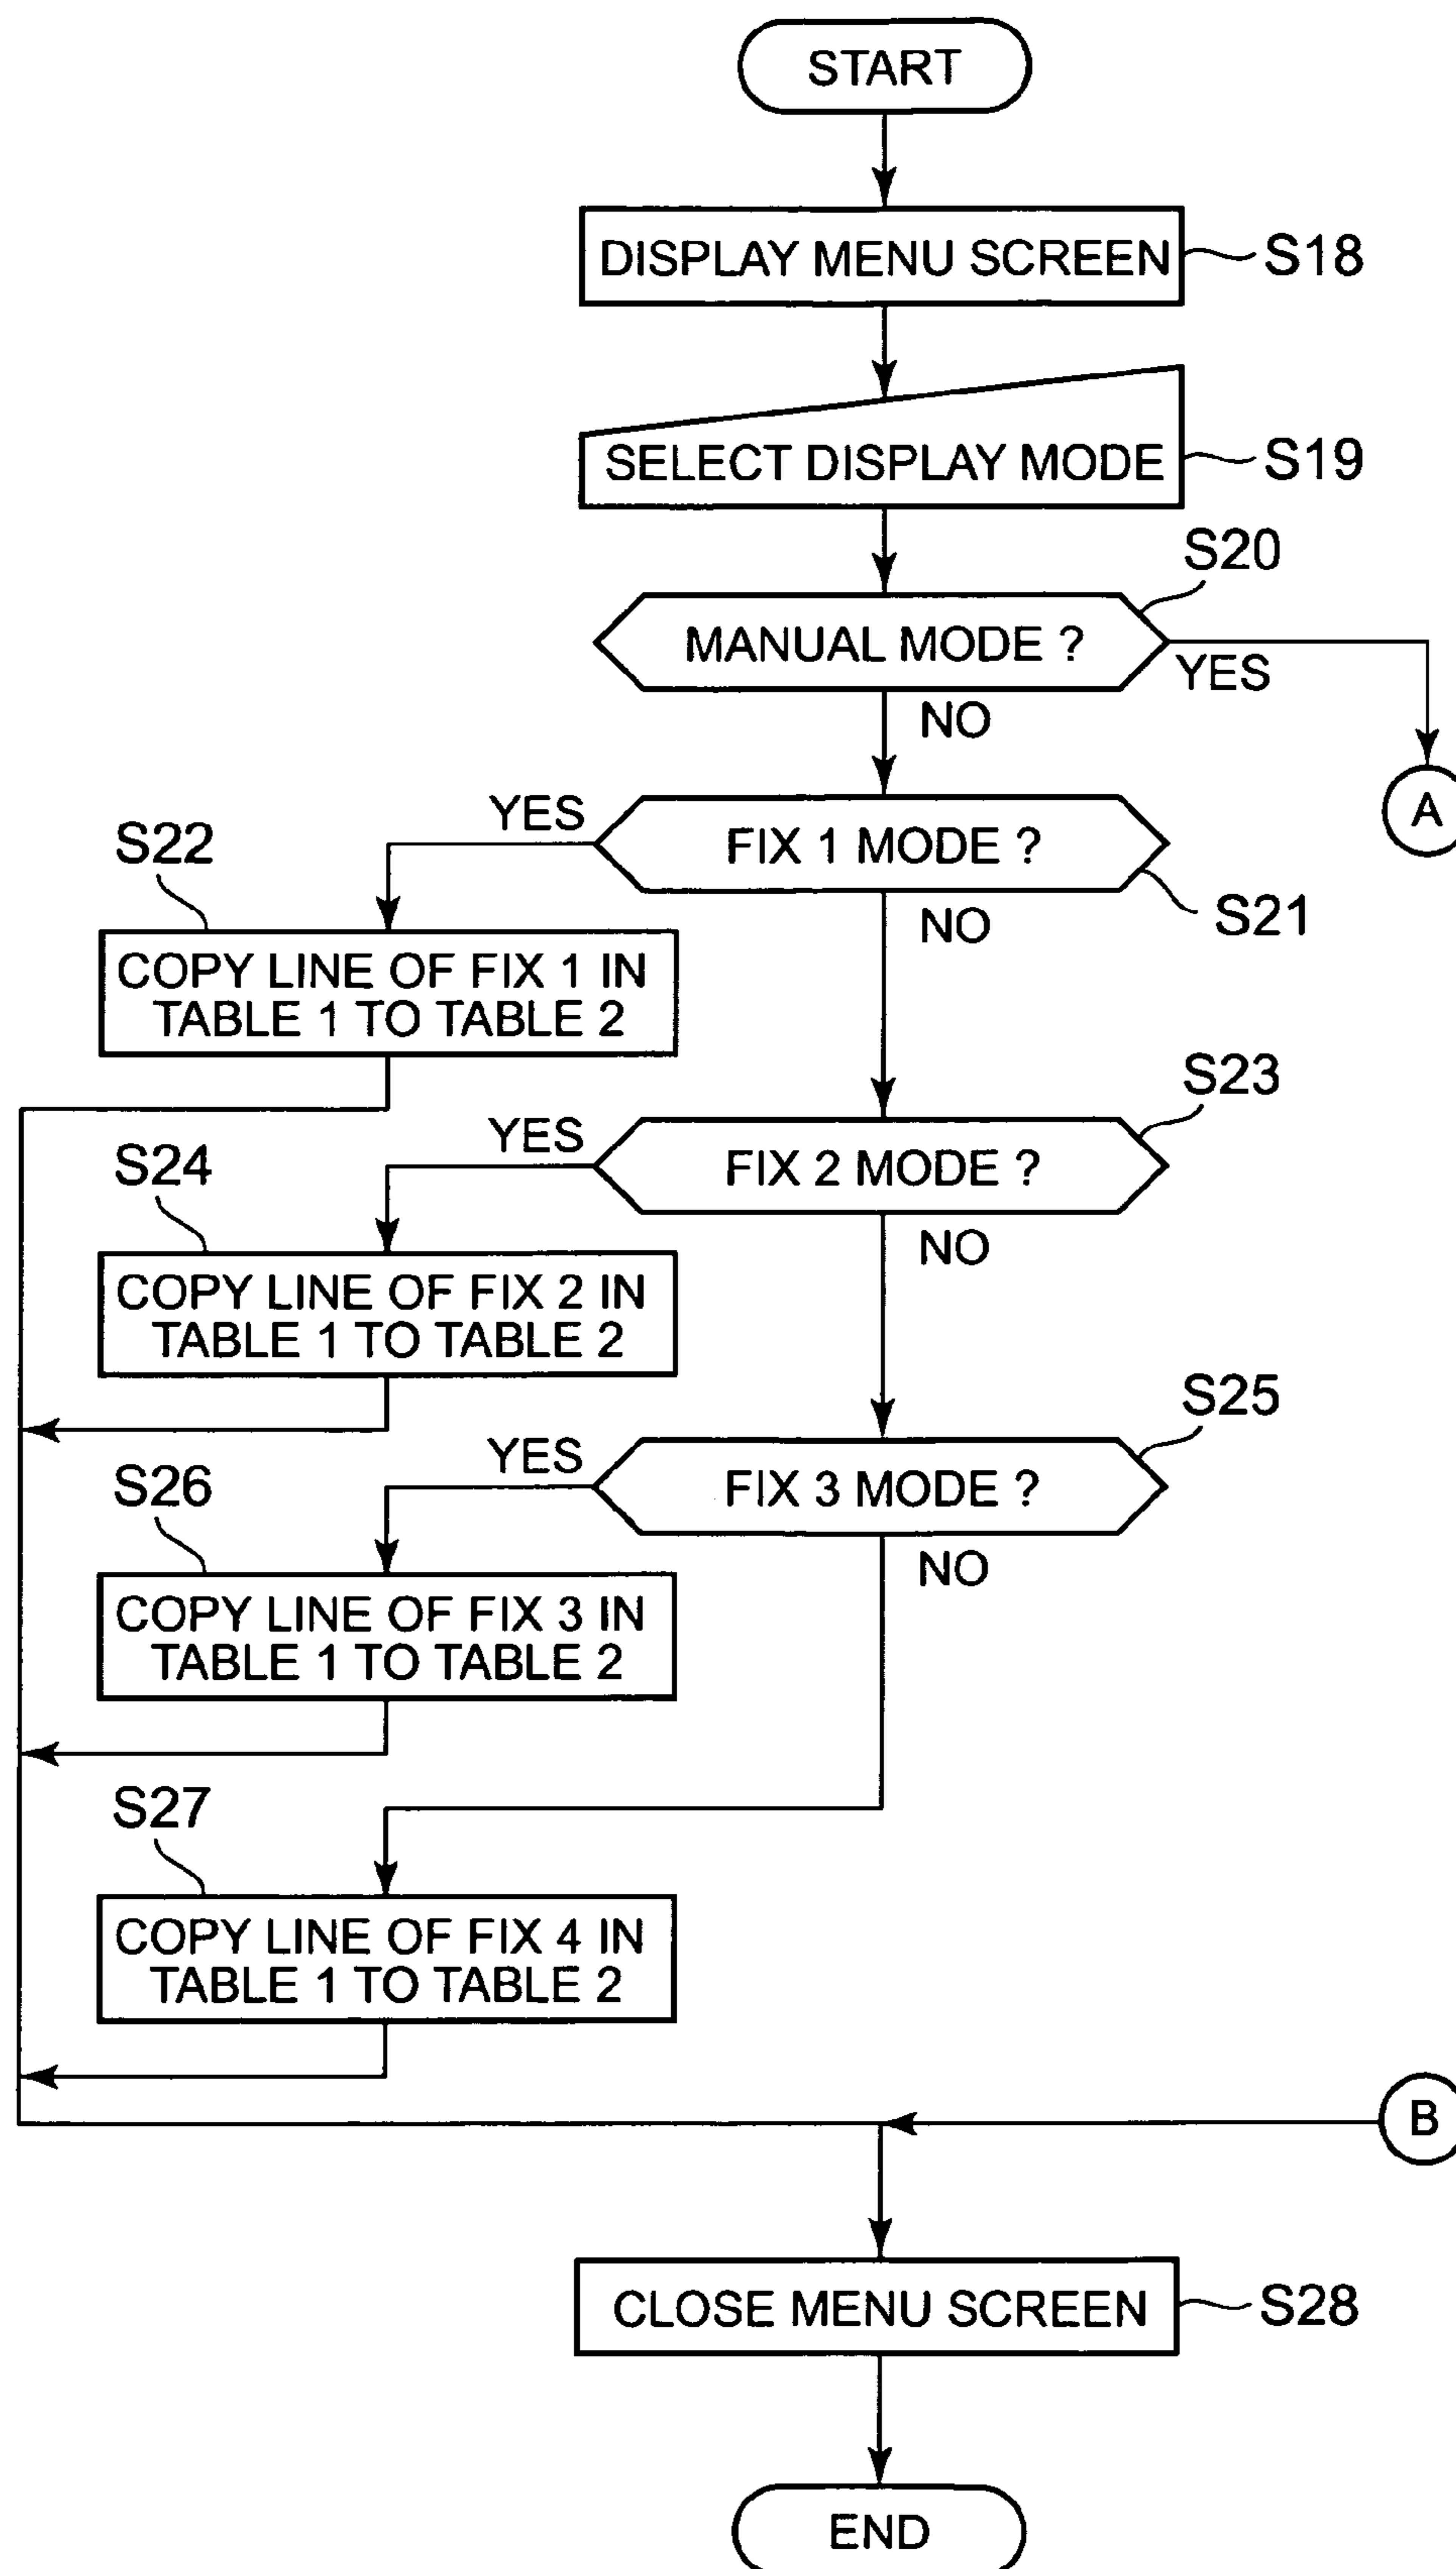 START
DISPLAY MENU SCREEN
S18
SELECT DISPLAY MODE
S19
S20
MANUAL MODE ?
YES
NO
A
YES
FIX 1 MODE ?
S21
NO
S22
COPY LINE OF FIX 1 IN
TABLE 1 TO TABLE 2
S23
YES
FIX 2 MODE ?
NO
S24
COPY LINE OF FIX 2 IN
TABLE 1 TO TABLE 2
S25
YES
FIX 3 MODE ?
NO
S26
COPY LINE OF FIX 3 IN
TABLE 1 TO TABLE 2
S27
COPY LINE OF FIX 4 IN
TABLE 1 TO TABLE 2
B
CLOSE MENU SCREEN
S28
END